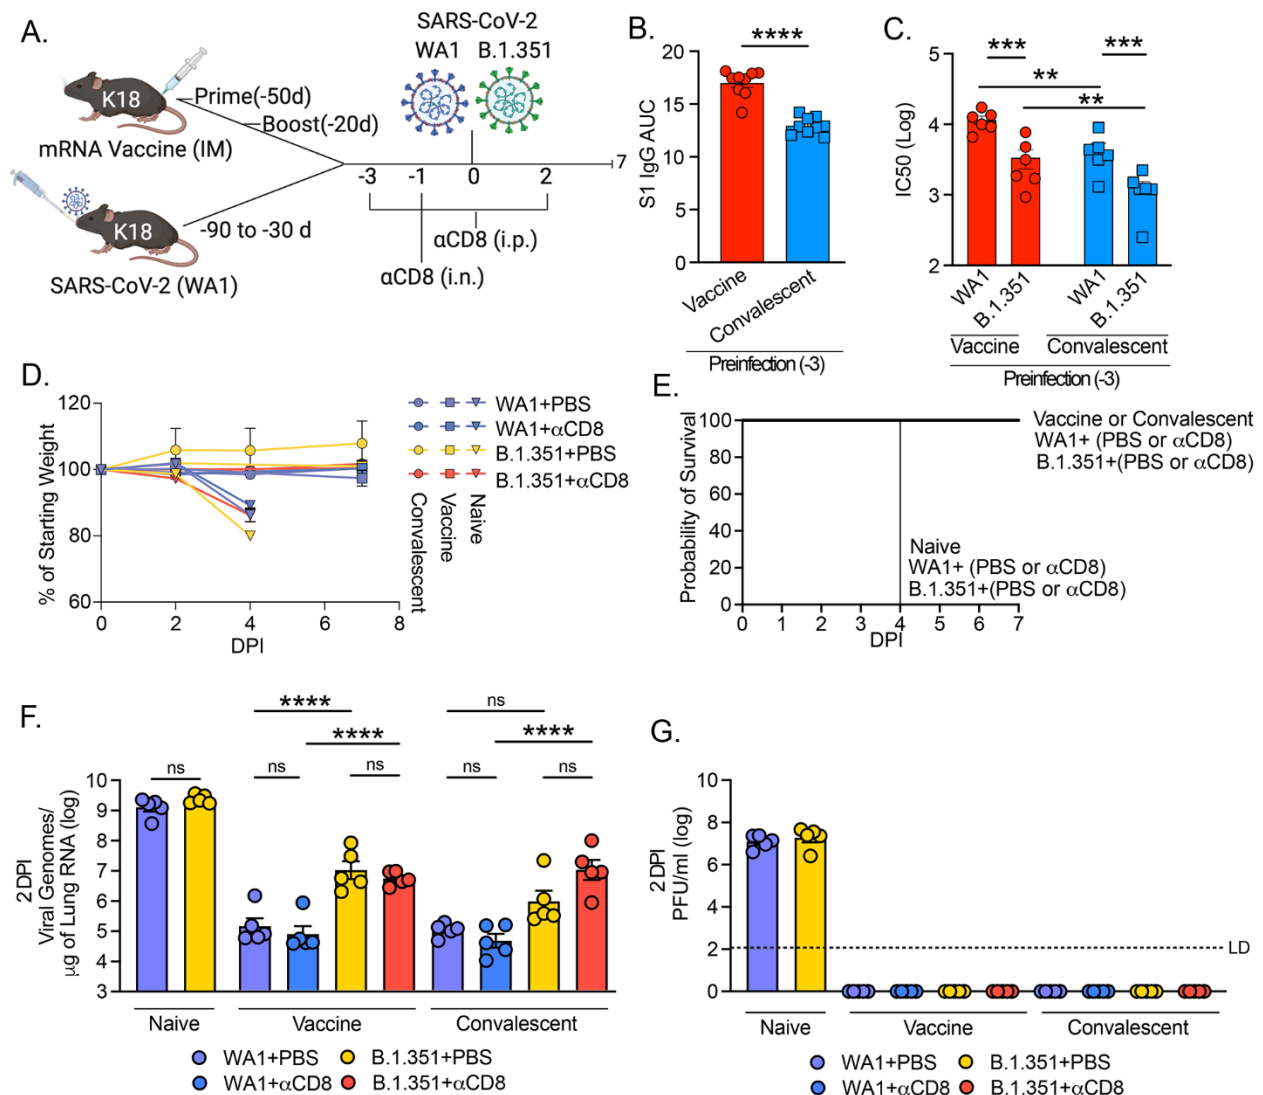 A.
SARS-CoV-2
WA1 B.1.351
K18
Prime(-50d)
Boost(-20d)
mRNA Vaccine (IM)
K18
-90 to -30 d
SARS-CoV-2 (WA1)
-3 -1 0 2 7
αCD8 (i.p.)
αCD8 (i.n.)
B.
****
S1 IgG AUC
20
15
10
5
0
Vaccine
Convalescent
Preinfection (-3)
C.
*** ***
**
**
IC50 (Log)
5
4
3
2
WA1
B.1.351
WA1
B.1.351
Vaccine Convalescent
Preinfection (-3)
D.
% of Starting Weight
120
100
80
60
0 2 4 6 8
DPI
WA1+PBS
WA1+αCD8
B.1.351+PBS
B.1.351+αCD8
Convalescent
Vaccine
Naive
E.
Probability of Survival
100
80
60
40
20
0
0 1 2 3 4 5 6 7
DPI
Vaccine or Convalescent
WA1+ (PBS or αCD8)
B.1.351+(PBS or αCD8)
Naive
WA1+ (PBS or αCD8)
B.1.351+(PBS or αCD8)
F.
**** ns
**** ****
ns ns ns ns ns
2 DPI
Viral Genomes/
µg of Lung RNA (log)
10
9
8
7
6
5
4
3
Naive Vaccine Convalescent
WA1+PBS B.1.351+PBS
WA1+αCD8 B.1.351+αCD8
G.
2 DPI
PFU/ml (log)
10
8
6
4
2
0
LD
Naive Vaccine Convalescent
WA1+PBS B.1.351+PBS
WA1+αCD8 B.1.351+αCD8